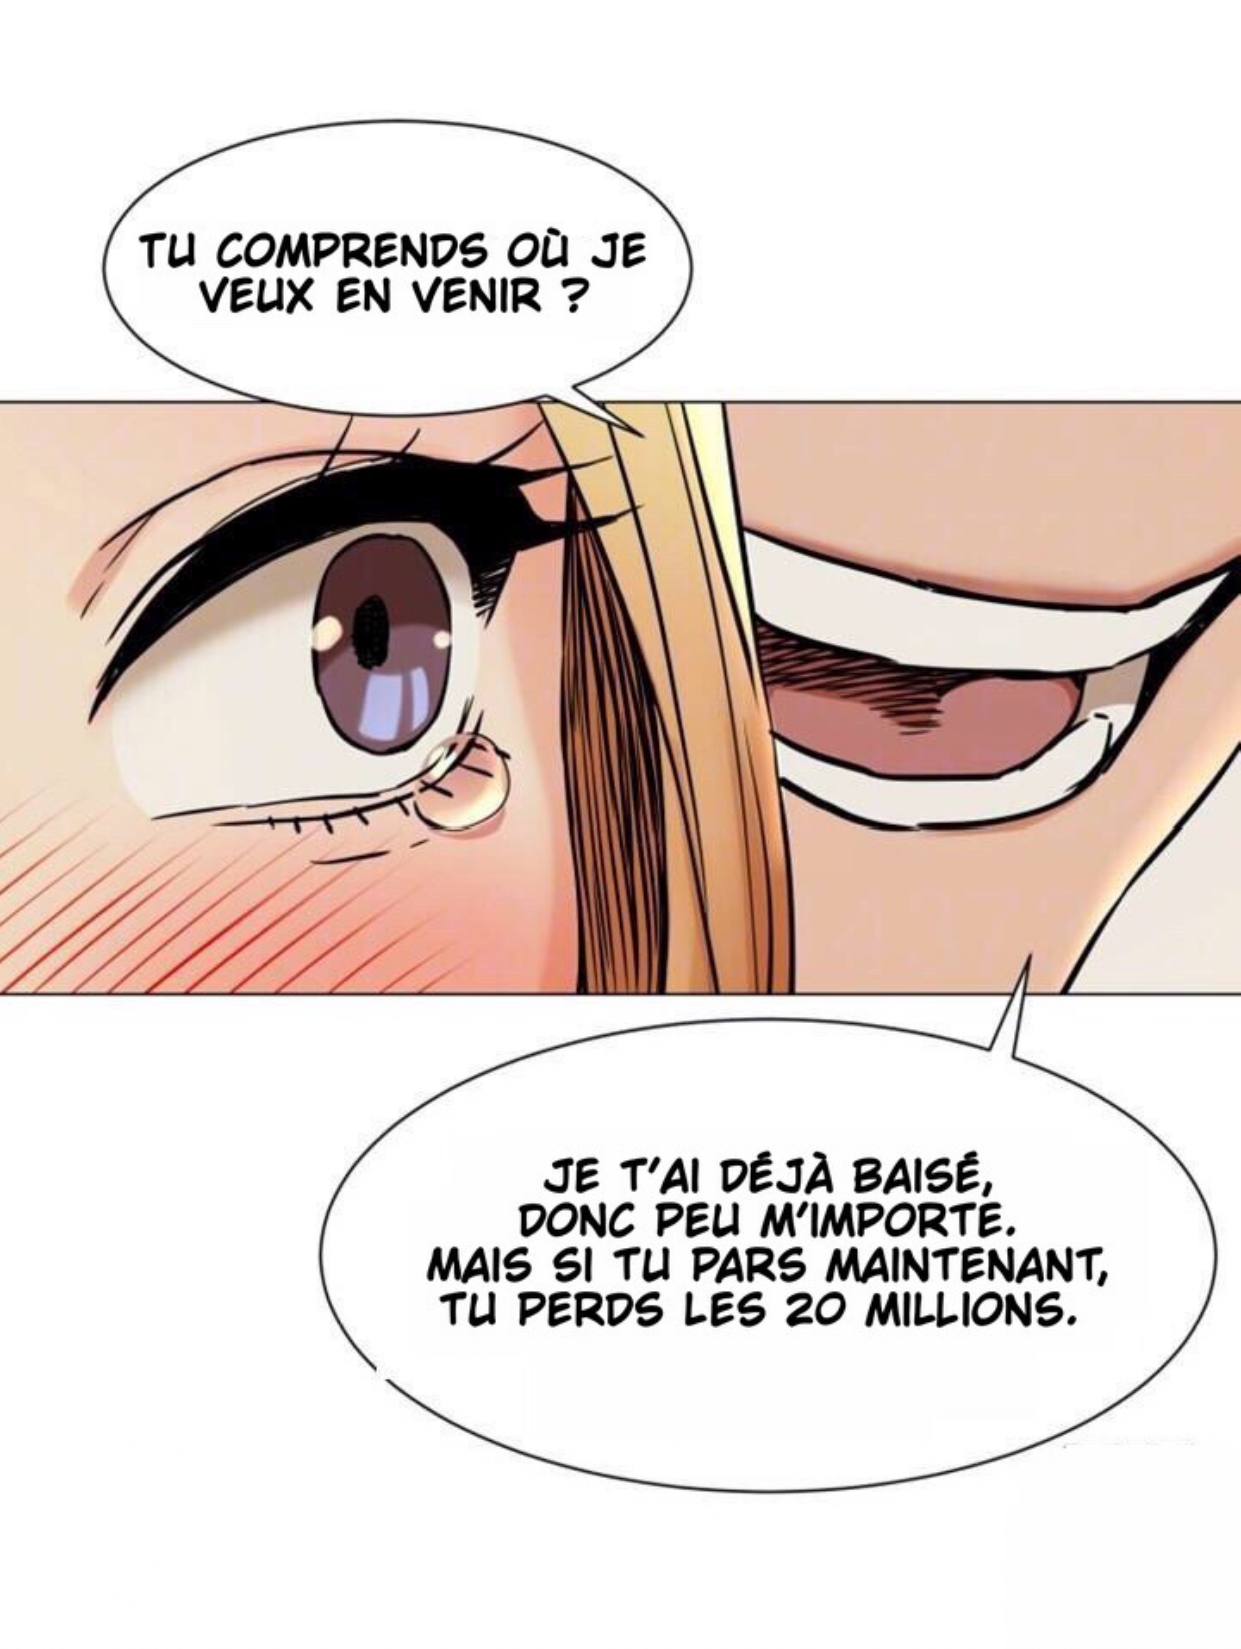 TU COMPRENDS OÙ JE
VEUX EN VENIR ?
JE T'AI DÉJÀ BAISÉ,
DONC PEU M'IMPORTE.
MAIS SI TU PARS MAINTENANT,
TU PERDS LES 20 MILLIONS.